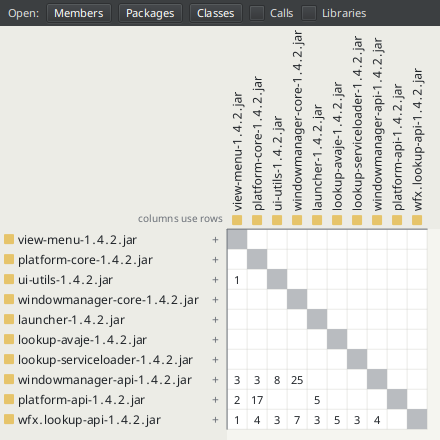 Open: Members Packages Classes Calls Libraries
view-menu-1.4.2.jar
platform-core-1.4.2.jar
ui-utils-1.4.2.jar
windowmanager-core-1.4.2.jar
launcher-1.4.2.jar
lookup-avaje-1.4.2.jar
lookup-serviceloader-1.4.2.jar
windowmanager-api-1.4.2.jar
platform-api-1.4.2.jar
wfx.lookup-api-1.4.2.jar
columns use rows
view-menu-1.4.2.jar +
platform-core-1.4.2.jar +
ui-utils-1.4.2.jar + 1
windowmanager-core-1.4.2.jar +
launcher-1.4.2.jar +
lookup-avaje-1.4.2.jar +
lookup-serviceloader-1.4.2.jar +
windowmanager-api-1.4.2.jar + 3 3 8 25
platform-api-1.4.2.jar + 2 17 5
wfx.lookup-api-1.4.2.jar + 1 4 3 7 3 5 3 4